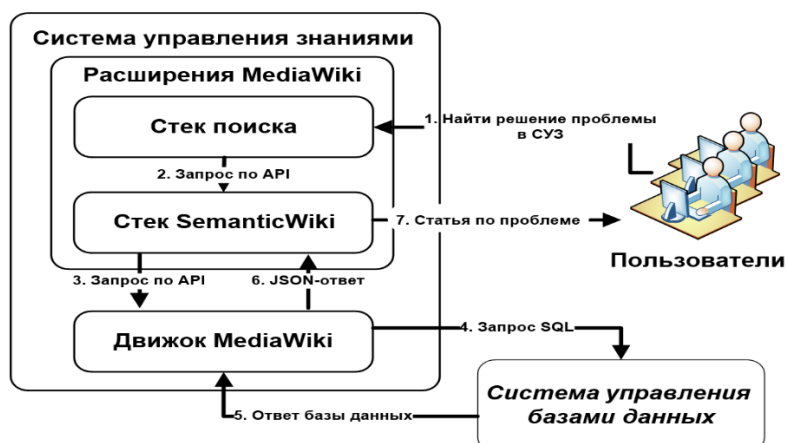 Система управления знаниями
Расширения MediaWiki
Стек поиска
1. Найти решение проблемы
в СУЗ
2. Запрос по API
Стек SemanticWiki
7. Статья по проблеме
Пользователи
3. Запрос по API
6. JSON-ответ
Движок MediaWiki
4. Запрос SQL
Система управления
базами данных
5. Ответ базы данных